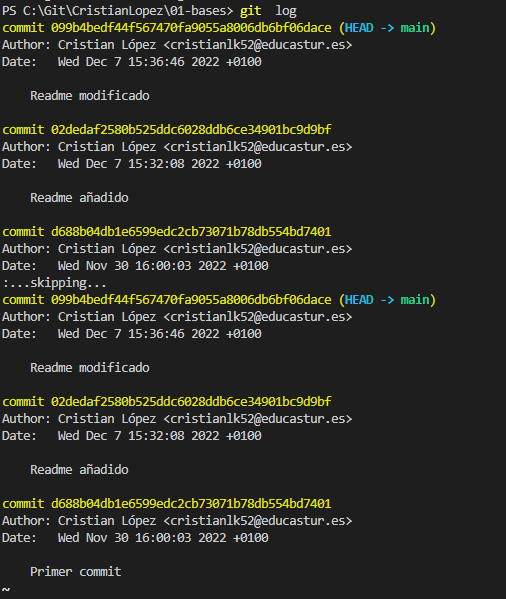 PS C:\Git\CristianLopez\01-bases> git  log
commit 099b4bedf44f567470fa9055a8006db6bf06dace (HEAD -> main)
Author: Cristian López <cristianlk52@educastur.es>
Date:   Wed Dec 7 15:36:46 2022 +0100
    Readme modificado
commit 02dedaf2580b525ddc6028ddb6ce34901bc9d9bf
Author: Cristian López <cristianlk52@educastur.es>
Date:   Wed Dec 7 15:32:08 2022 +0100
    Readme añadido
commit d688b04db1e6599edc2cb73071b78db554bd7401
Author: Cristian López <cristianlk52@educastur.es>
Date:   Wed Nov 30 16:00:03 2022 +0100
:...skipping...
commit 099b4bedf44f567470fa9055a8006db6bf06dace (HEAD -> main)
Author: Cristian López <cristianlk52@educastur.es>
Date:   Wed Dec 7 15:36:46 2022 +0100
    Readme modificado
commit 02dedaf2580b525ddc6028ddb6ce34901bc9d9bf
Author: Cristian López <cristianlk52@educastur.es>
Date:   Wed Dec 7 15:32:08 2022 +0100
    Readme añadido
commit d688b04db1e6599edc2cb73071b78db554bd7401
Author: Cristian López <cristianlk52@educastur.es>
Date:   Wed Nov 30 16:00:03 2022 +0100
    Primer commit
~